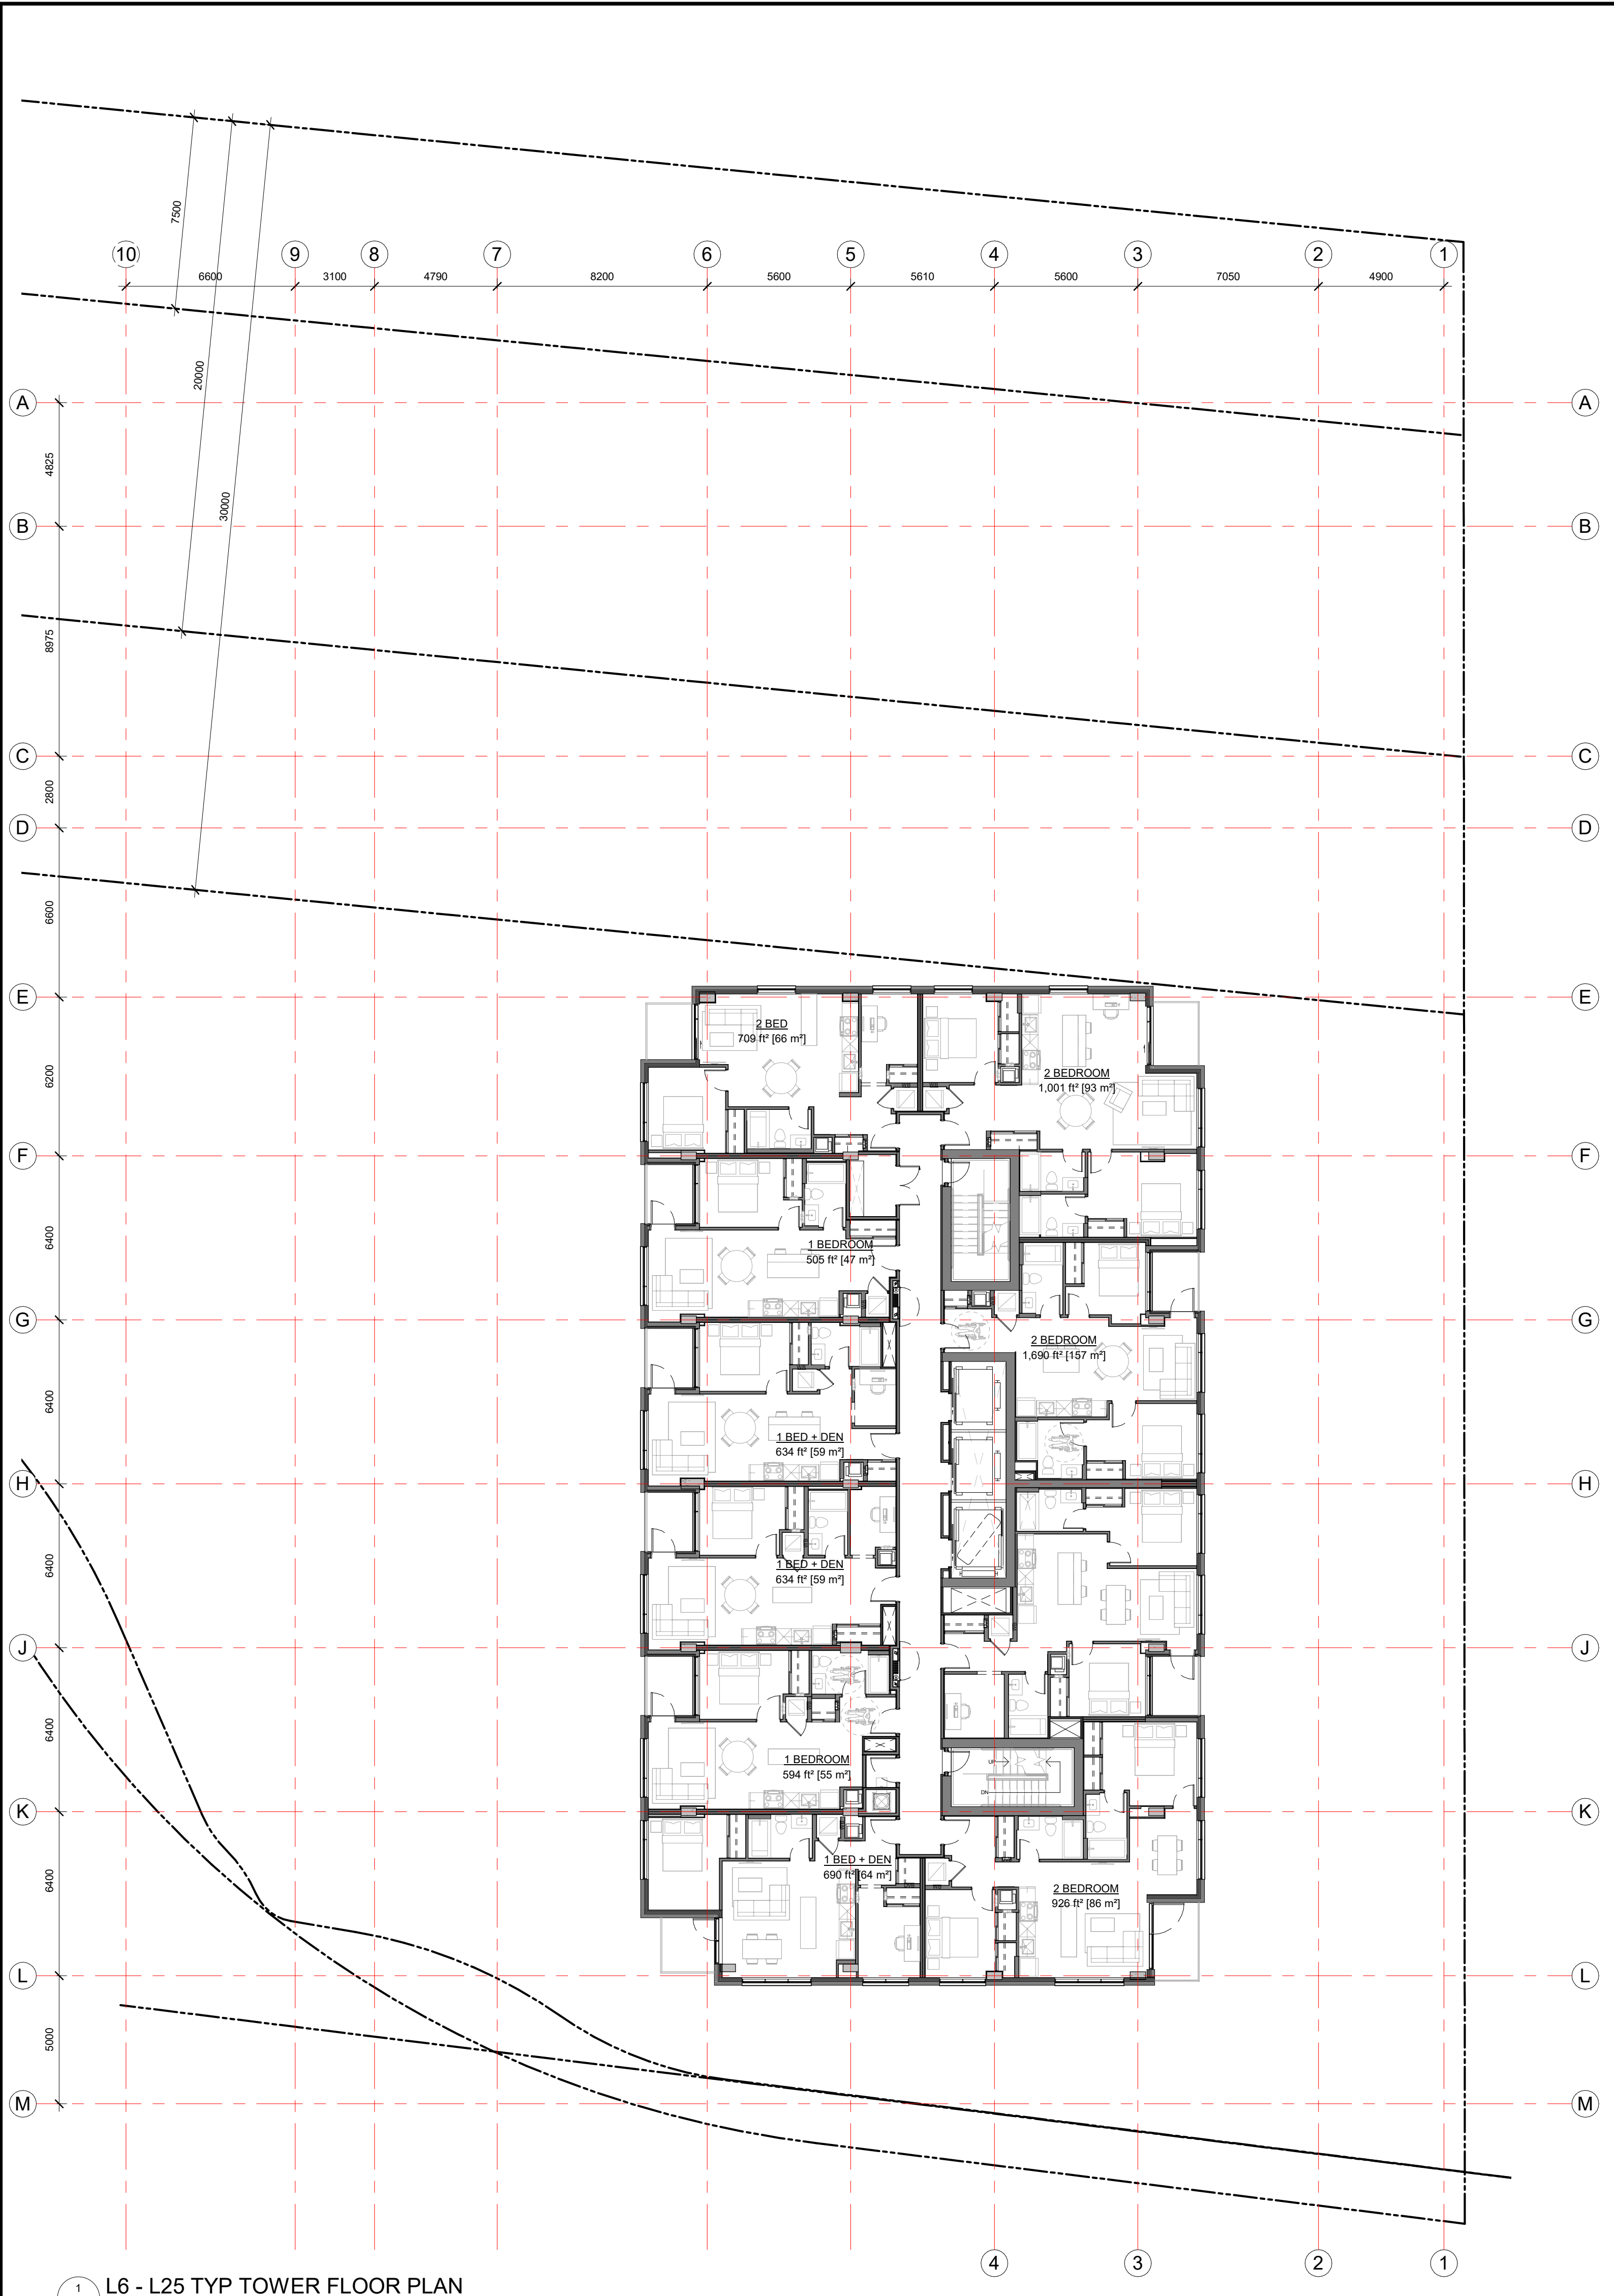 7500
10
9
8
7
6
5
4
3
2
1
6600
3100
4790
8200
5600
5610
5600
7050
4900
20000
A
A
4825
30000
B
B
8975
C
C
2800
D
D
6600
E
E
2 BED
709 ft² [66 m²]
2 BEDROOM
1,001 ft² [93 m²]
6200
F
F
6400
1 BEDROOM
505 ft² [47 m²]
G
G
2 BEDROOM
1,690 ft² [157 m²]
6400
1 BED + DEN
634 ft² [59 m²]
H
H
6400
1 BED + DEN
634 ft² [59 m²]
J
J
6400
1 BEDROOM
594 ft² [55 m²]
UP
DN
K
K
6400
1 BED + DEN
690 ft² [64 m²]
2 BEDROOM
926 ft² [86 m²]
L
L
5000
M
M
4
3
2
1
1
L6 - L25 TYP TOWER FLOOR PLAN